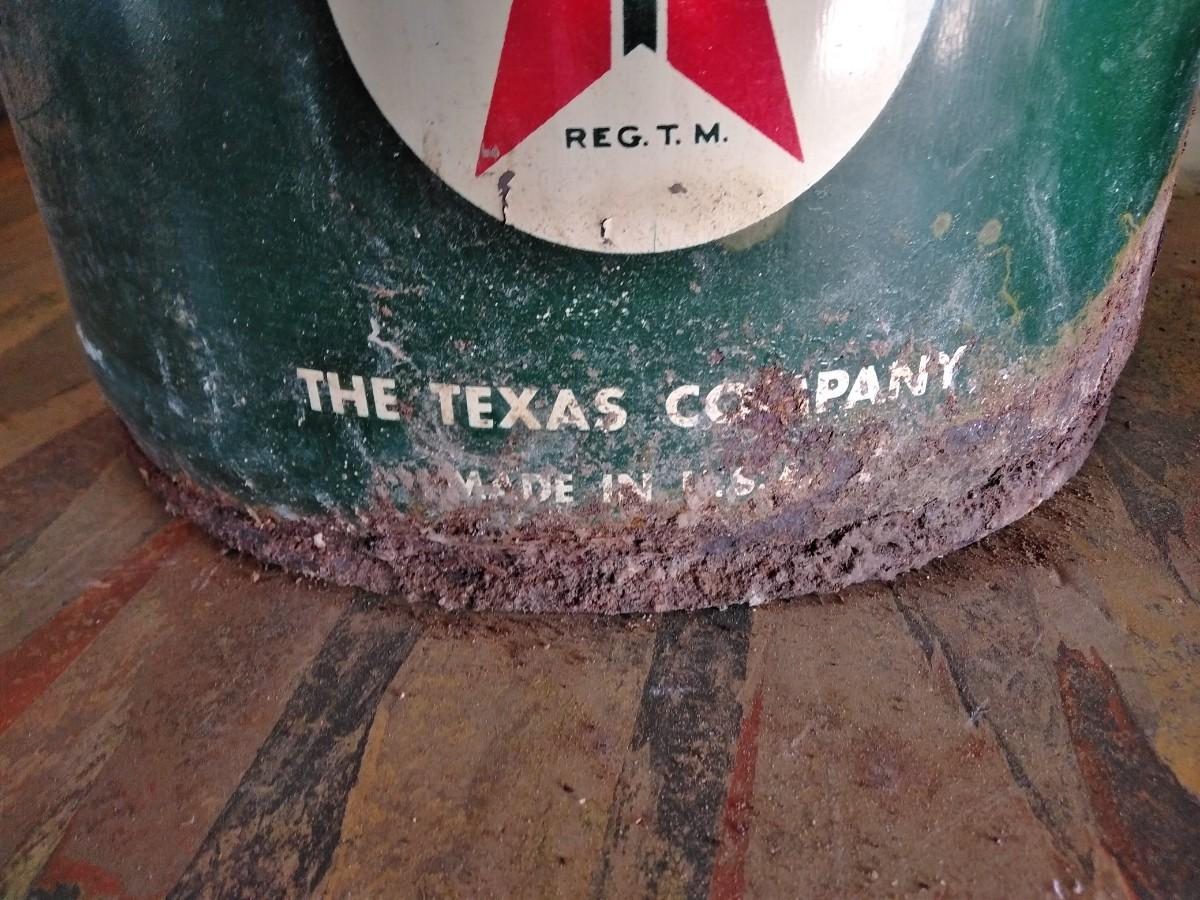 REG. T. M.
THE TEXAS COMPANY
MADE IN U.S.A.